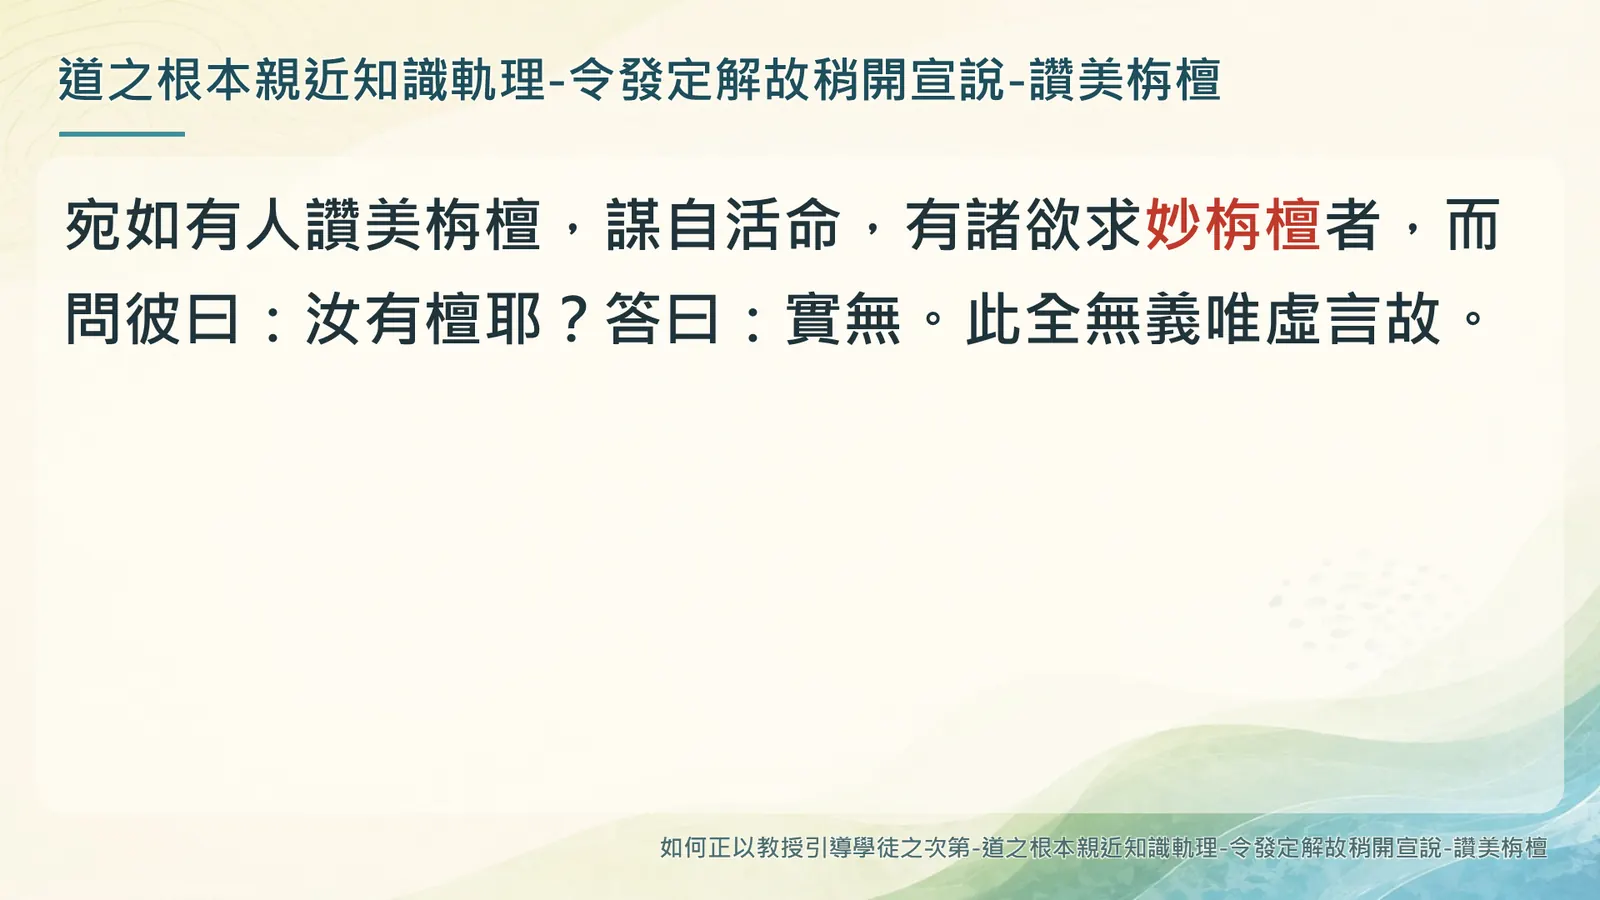 道之根本親近知識軌理-令發定解故稍開宣說-讚美栴檀
宛如有人讚美栴檀，謀自活命，有諸欲求妙栴檀者，而
問彼曰：汝有檀耶？答曰：實無。此全無義唯虛言故。
如何正以教授引導學徒之次第-道之根本親近知識軌理-令發定解故稍開宣說-讚美栴檀